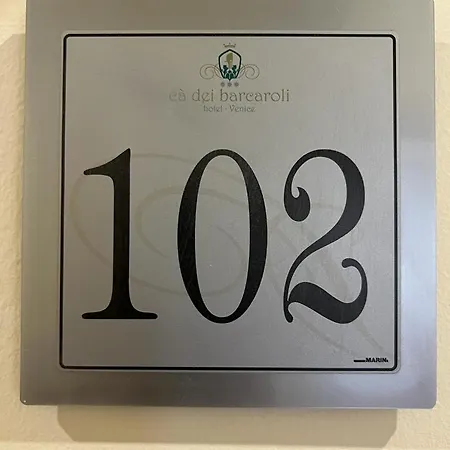 cà dei barcaroli
hotel - Venice
102
MARIN.